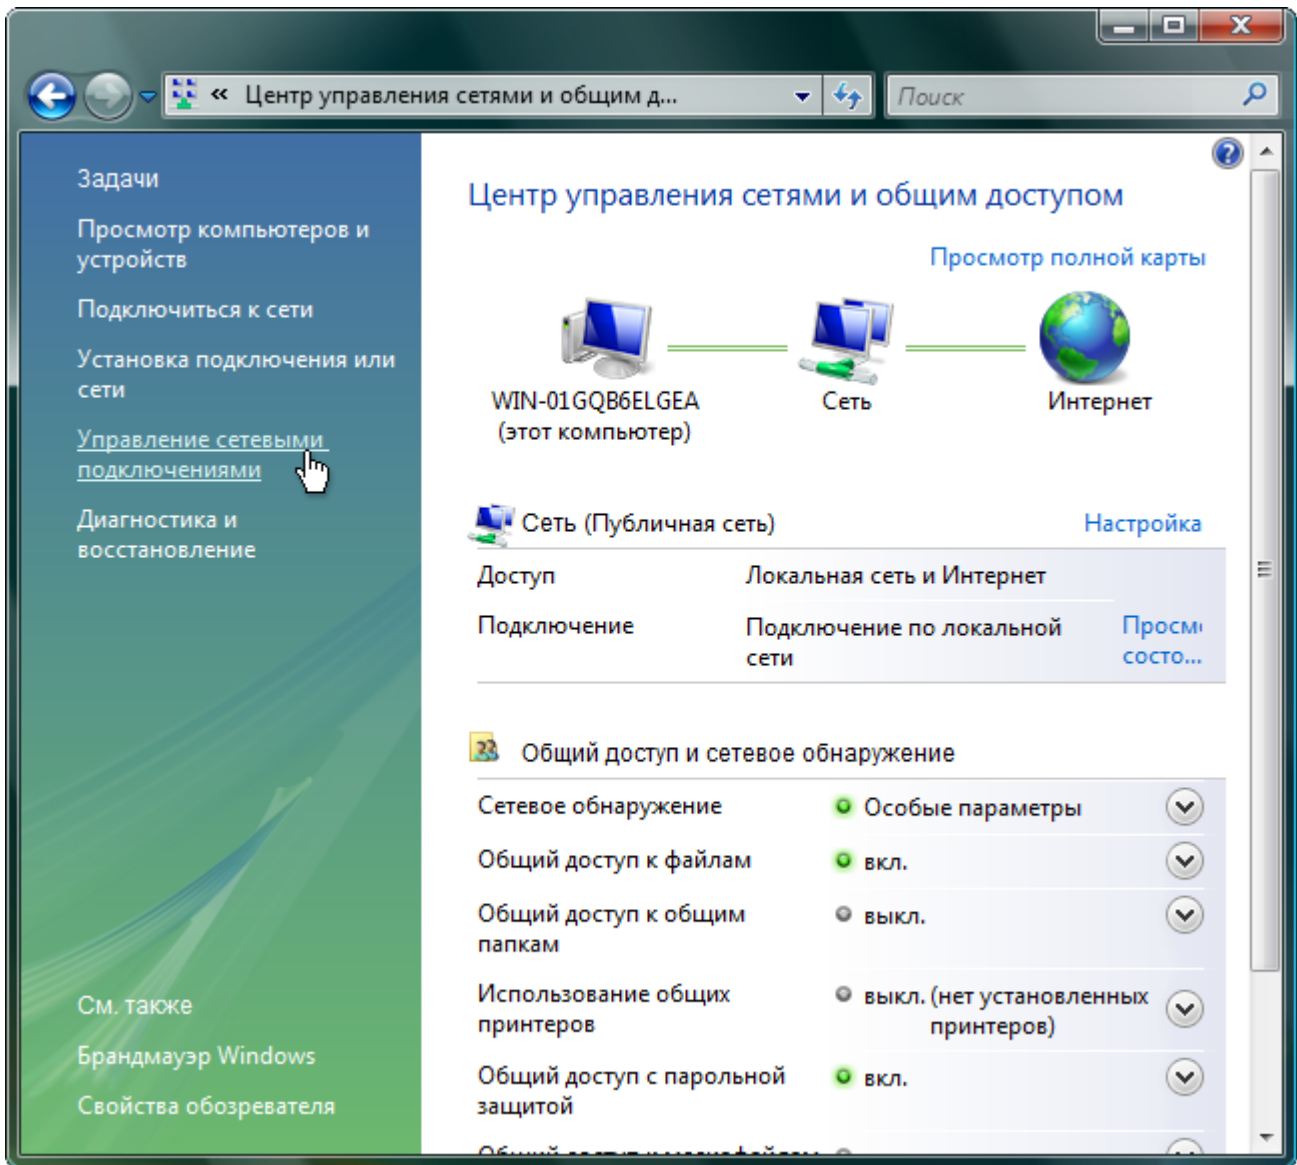 « Центр управления сетями и общим д...
Поиск
Задачи
Просмотр компьютеров и
устройств
Подключиться к сети
Установка подключения или
сети
Управление сетевыми
подключениями
Диагностика и
восстановление
См. также
Брандмауэр Windows
Свойства обозревателя
Центр управления сетями и общим доступом
Просмотр полной карты
WIN-01GQB6ELGEA
(этот компьютер)
Сеть
Интернет
Сеть (Публичная сеть)
Настройка
Доступ
Локальная сеть и Интернет
Подключение
Подключение по локальной
сети
состо...
Общий доступ и сетевое обнаружение
Сетевое обнаружение
Особые параметры
Общий доступ к файлам
вкл.
Общий доступ к общим
папкам
выкл.
Использование общих
принтеров
выкл. (нет установленных
принтеров)
Общий доступ с парольной
защитой
вкл.